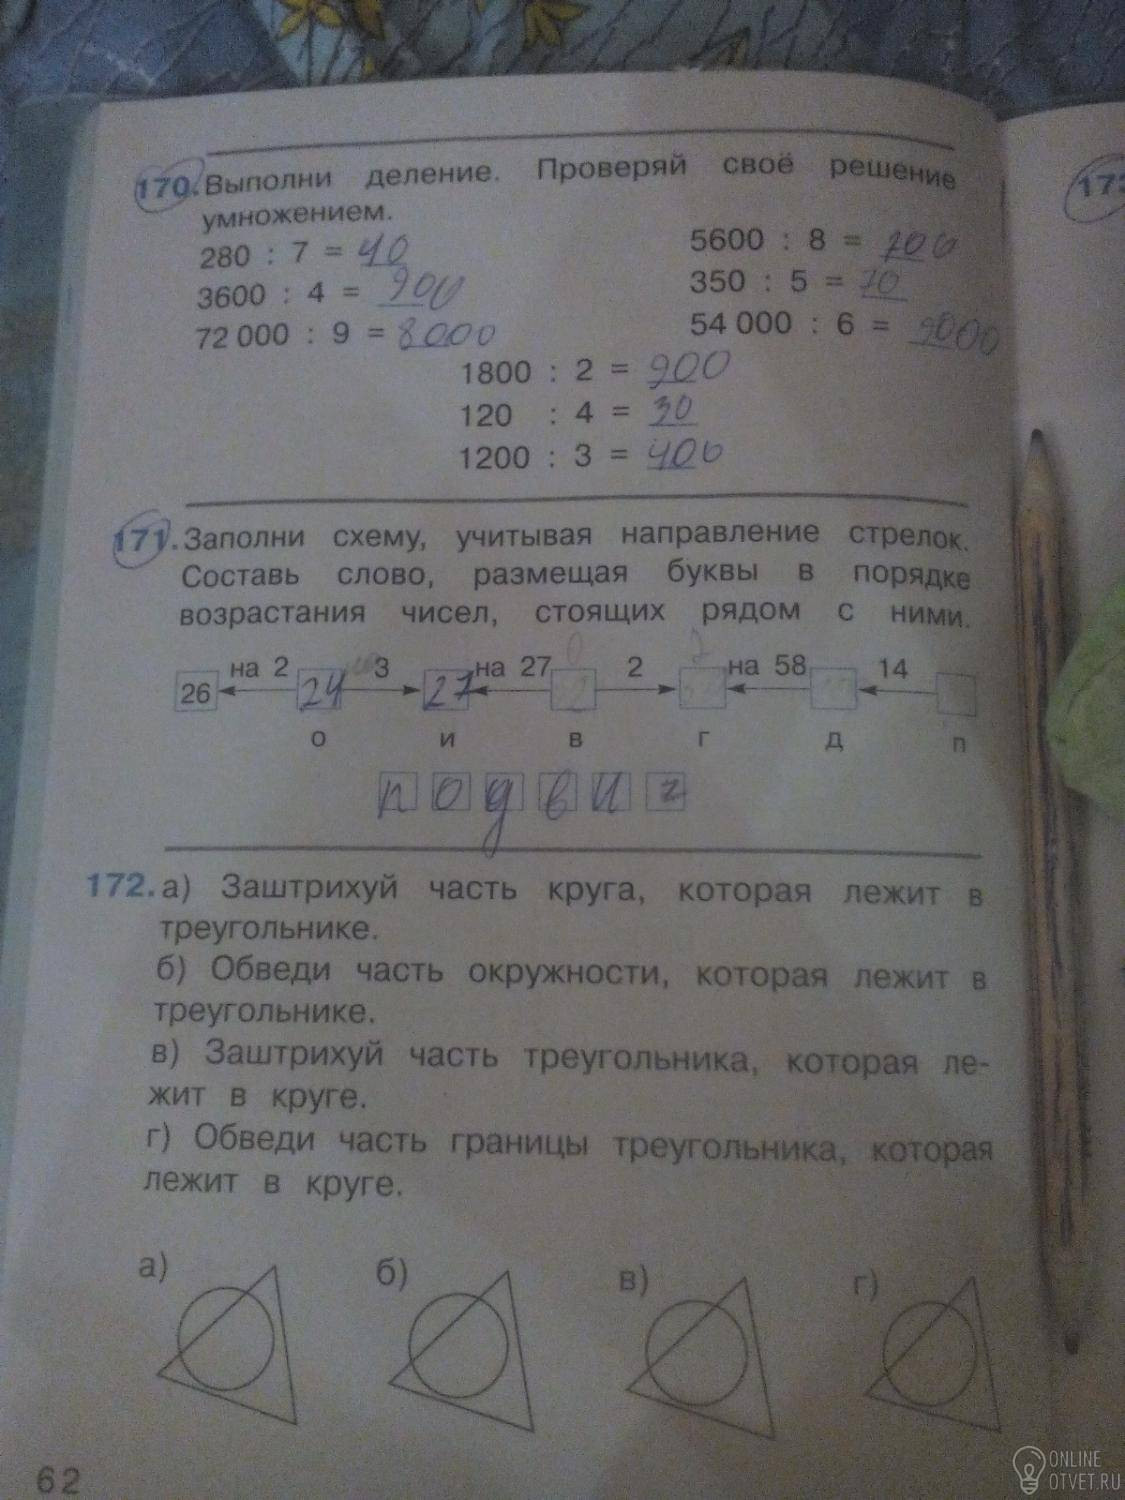 170. Выполни деление. Проверяй своё решение
умножением.
280 : 7 = 40
5600 : 8 = 700
3600 : 4 = 900
350 : 5 = 70
72 000 : 9 = 8000
54 000 : 6 = 9000
1800 : 2 = 900
120 : 4 = 30
1200 : 3 = 400
171. Заполни схему, учитывая направление стрелок.
Составь слово, размещая буквы в порядке
возрастания чисел, стоящих рядом с ними.
на 2 3 на 27 2 на 58 14
26 24 27
о и в г д п
п о д в и г
172. а) Заштрихуй часть круга, которая лежит в
треугольнике.
б) Обведи часть окружности, которая лежит в
треугольнике.
в) Заштрихуй часть треугольника, которая ле-
жит в круге.
г) Обведи часть границы треугольника, которая
лежит в круге.
а) б) в) г)
62
ONLINE
OTVET.RU